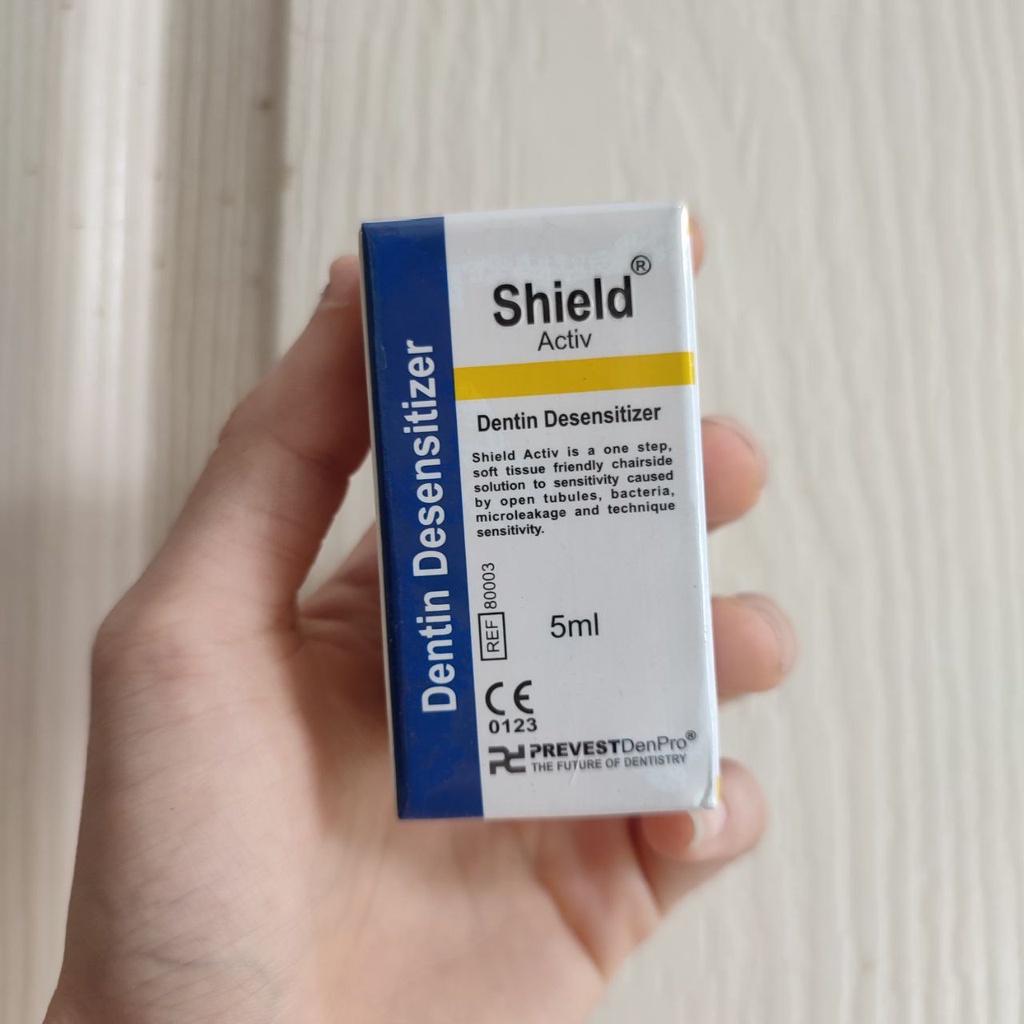 Dentin Desensitizer
Shield®
Activ
Dentin Desensitizer
Shield Activ is a one step,
soft tissue friendly chairside
solution to sensitivity caused
by open tubules, bacteria,
microleakage and technique
sensitivity.
REF 80003
5ml
CE
0123
PREVESTDenPro®
THE FUTURE OF DENTISTRY